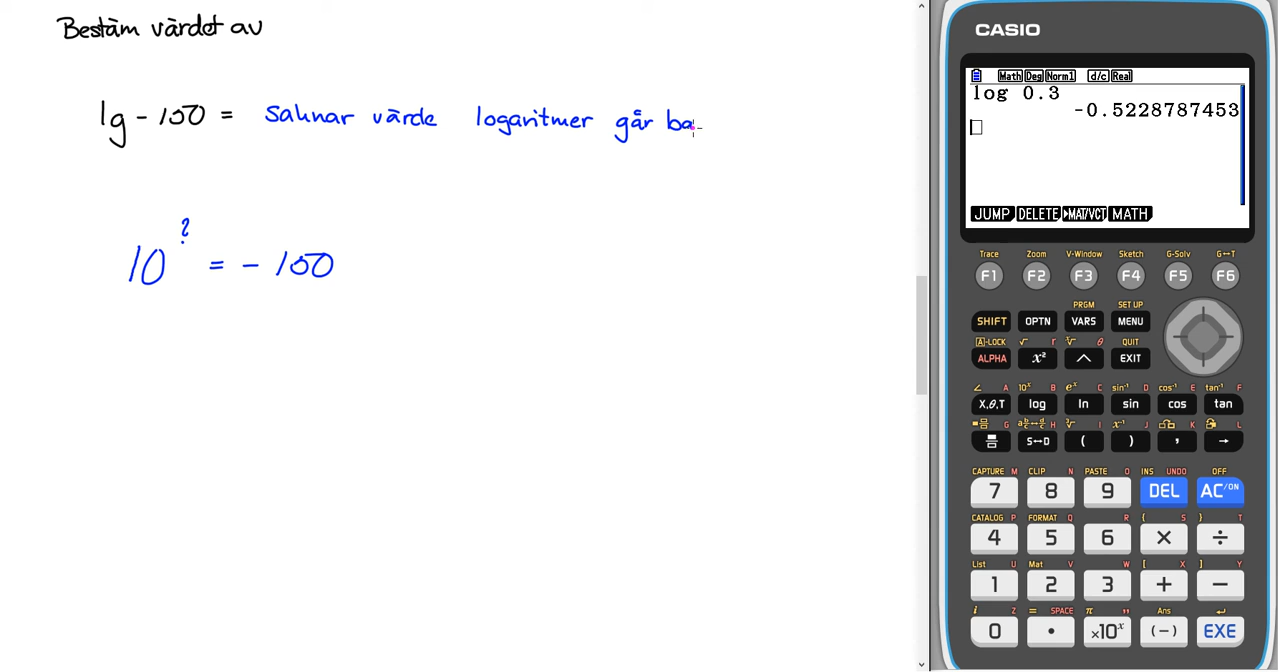 Bestäm värdet av
lg -150 = saknar värde logaritmer går ba
10^? = -150
CASIO
Math Deg Norm1 d/c Real
log 0.3
-0.5228787453
JUMP DELETE ►MAT/VCT MATH
Trace Zoom V-Window Sketch G-Solv G↔T
F1 F2 F3 F4 F5 F6
PRGM SET UP
SHIFT OPTN VARS MENU
A-LOCK √ r ∛ θ QUIT
ALPHA x² ^ EXIT
∠ A 10ˣ B eˣ C sin⁻¹ D cos⁻¹ E tan⁻¹ F
X,θ,T log ln sin cos tan
G a b/c↔d/c H ∛ I x⁻¹ J K L
S↔D ( ) , →
CAPTURE M CLIP N PASTE O INS UNDO OFF
7 8 9 DEL AC/ON
CATALOG P FORMAT Q R { S } T
4 5 6 × ÷
List U Mat V W [ X ] Y
1 2 3 + −
i Z = SPACE π " Ans ↵
0 • ×10ˣ (−) EXE